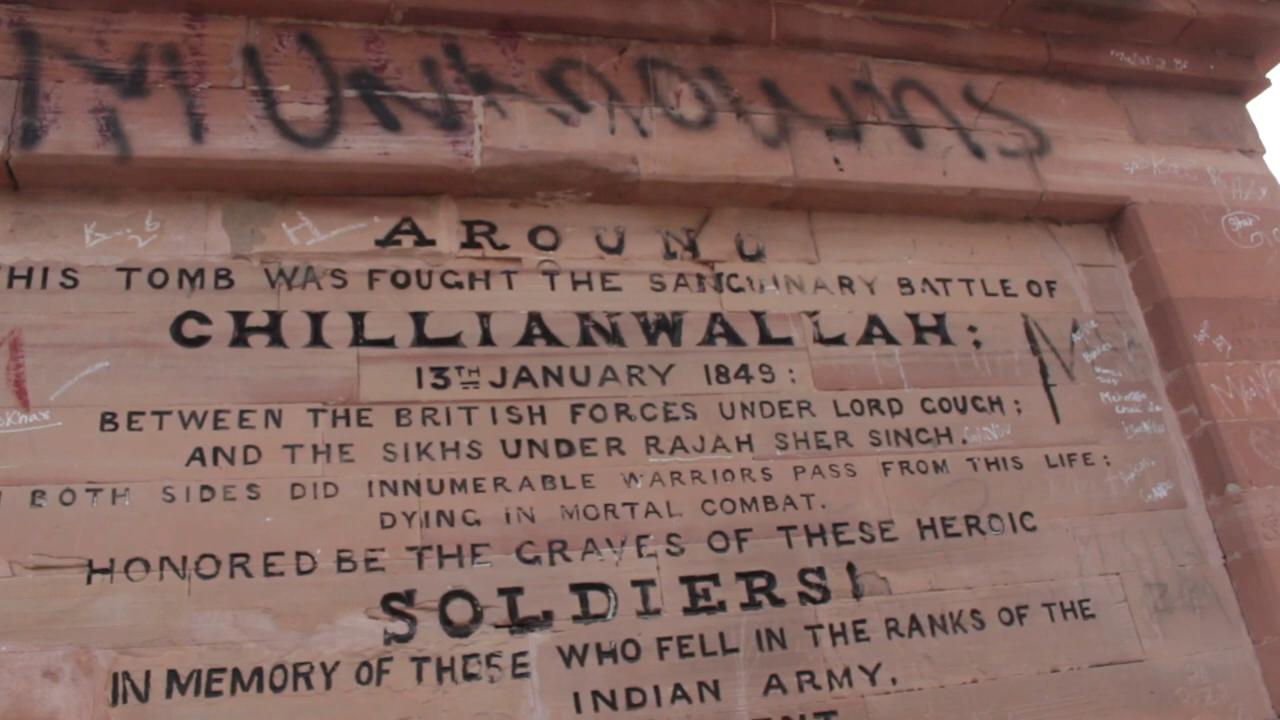 AROUND
HIS TOMB WAS FOUGHT THE SANGUINARY BATTLE OF
CHILLIANWALLAH;
13TH JANUARY 1849:
BETWEEN THE BRITISH FORCES UNDER LORD GOUGH;
AND THE SIKHS UNDER RAJAH SHER SINGH.
BOTH SIDES DID INNUMERABLE WARRIORS PASS FROM THIS LIFE;
DYING IN MORTAL COMBAT.
HONORED BE THE GRAVES OF THESE HEROIC
SOLDIERS!
IN MEMORY OF THOSE WHO FELL IN THE RANKS OF THE
INDIAN ARMY.